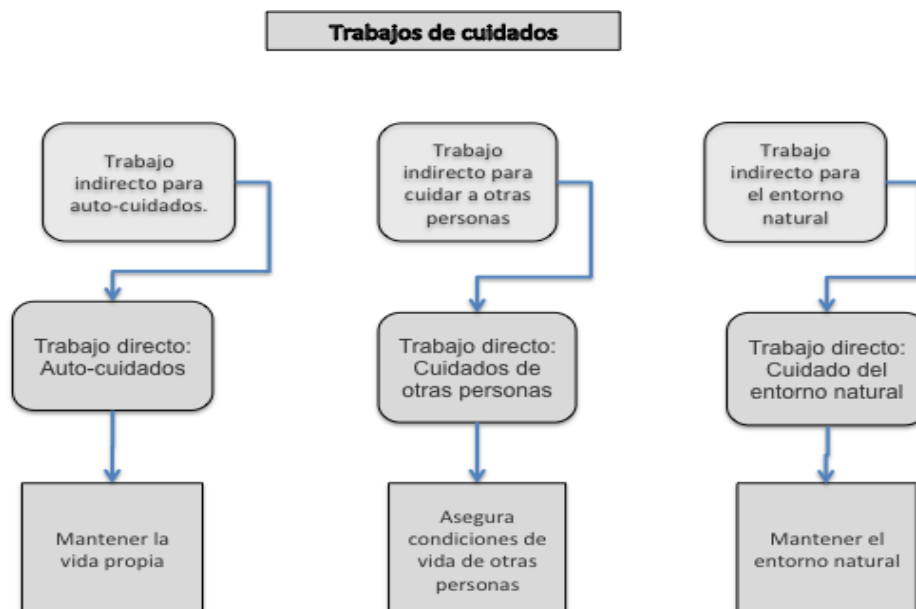 Trabajos de cuidados
Trabajo
indirecto para
auto-cuidados.
Trabajo
indirecto para
cuidar a otras
personas
Trabajo
indirecto para
el entorno
natural
Trabajo directo:
Auto-cuidados
Trabajo directo:
Cuidados de
otras personas
Trabajo directo:
Cuidado del
entorno natural
Mantener la
vida propia
Asegura
condiciones de
vida de otras
personas
Mantener el
entorno natural